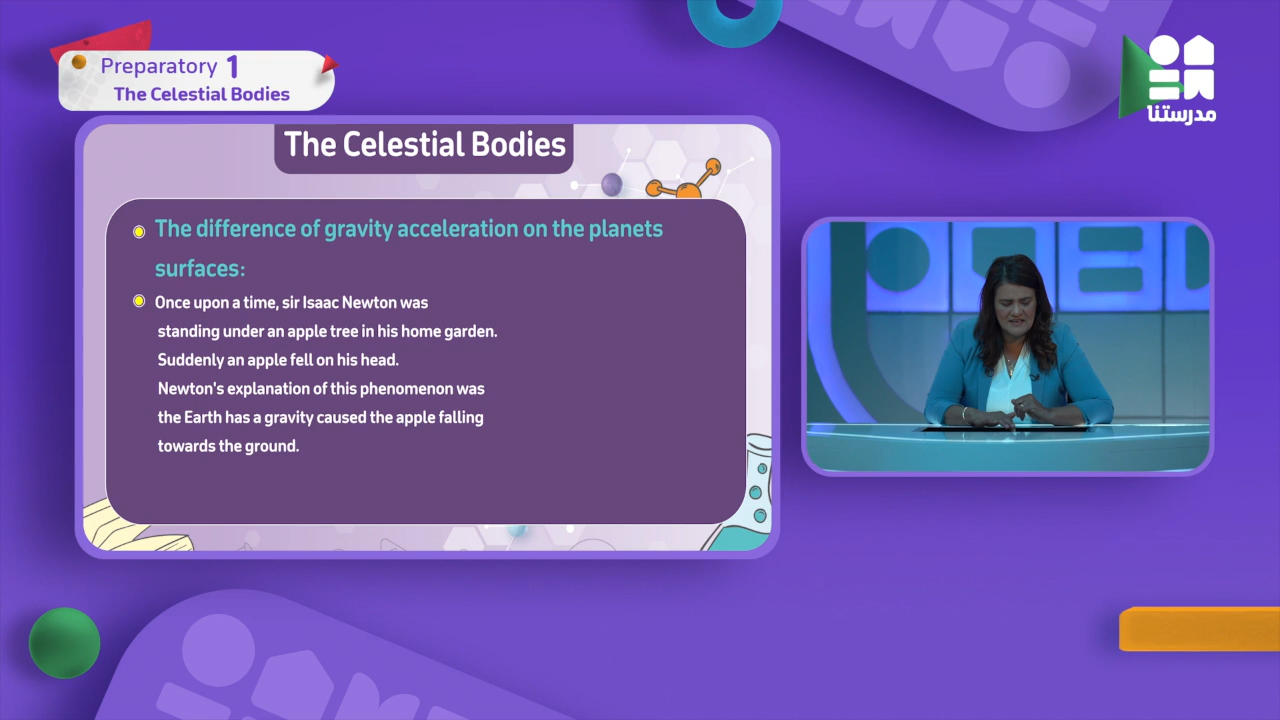 Preparatory 1
The Celestial Bodies
مدرستنا
The Celestial Bodies
The difference of gravity acceleration on the planets
surfaces:
Once upon a time, sir Isaac Newton was
standing under an apple tree in his home garden.
Suddenly an apple fell on his head.
Newton's explanation of this phenomenon was
the Earth has a gravity caused the apple falling
towards the ground.